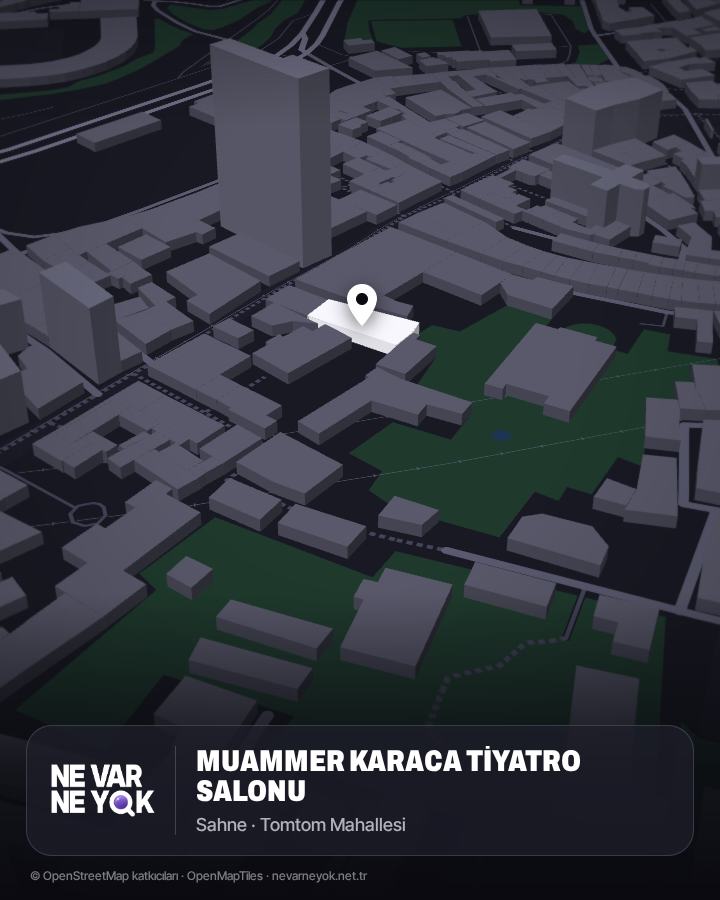 NE VAR
NE YOK
MUAMMER KARACA TİYATRO
SALONU
Sahne · Tomtom Mahallesi
© OpenStreetMap katkıcıları · OpenMapTiles · nevarneyok.net.tr